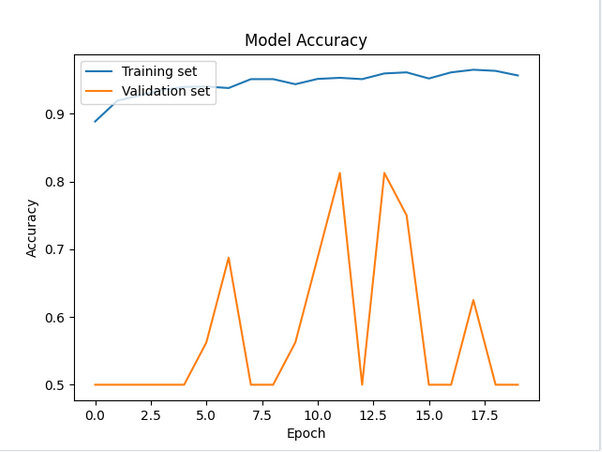 Model Accuracy
Training set
Validation set
0.9
0.8
0.7
0.6
0.5
Accuracy
0.0 2.5 5.0 7.5 10.0 12.5 15.0 17.5
Epoch